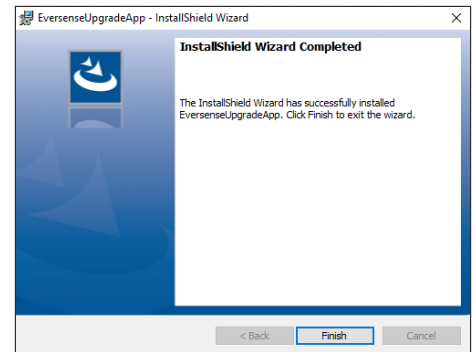 EversenseUpgradeApp - InstallShield Wizard
InstallShield Wizard Completed
The InstallShield Wizard has successfully installed
EversenseUpgradeApp. Click Finish to exit the wizard.
< Back
Finish
Cancel